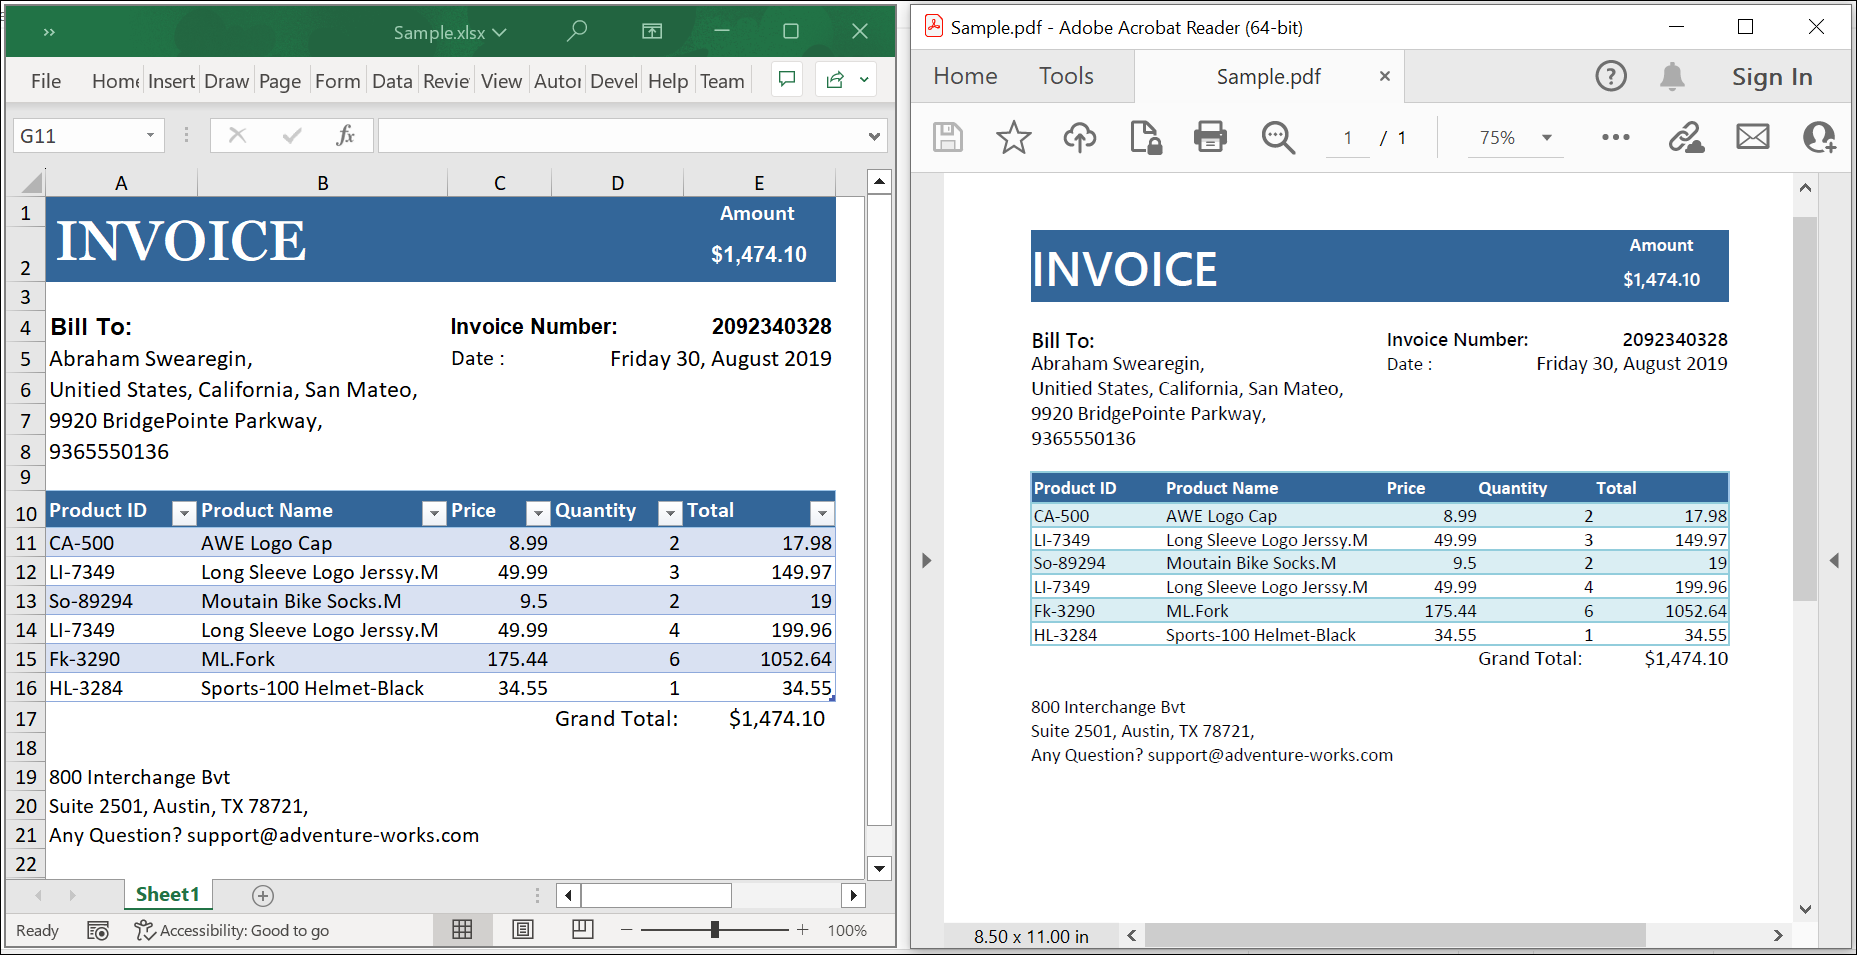 Sample.xlsx
File Home Insert Draw Page Form Data Revie View Autor Devel Help Team
G11 fx
A B C D E
1 INVOICE Amount
2 $1,474.10
3
4 Bill To: Invoice Number: 2092340328
5 Abraham Swearegin, Date : Friday 30, August 2019
6 Unitied States, California, San Mateo,
7 9920 BridgePointe Parkway,
8 9365550136
9
10 Product ID Product Name Price Quantity Total
11 CA-500 AWE Logo Cap 8.99 2 17.98
12 LI-7349 Long Sleeve Logo Jerssy.M 49.99 3 149.97
13 So-89294 Moutain Bike Socks.M 9.5 2 19
14 LI-7349 Long Sleeve Logo Jerssy.M 49.99 4 199.96
15 Fk-3290 ML.Fork 175.44 6 1052.64
16 HL-3284 Sports-100 Helmet-Black 34.55 1 34.55
17 Grand Total: $1,474.10
18
19 800 Interchange Bvt
20 Suite 2501, Austin, TX 78721,
21 Any Question? support@adventure-works.com
22
Sheet1
Ready Accessibility: Good to go 100%
Sample.pdf - Adobe Acrobat Reader (64-bit)
Home Tools Sample.pdf × Sign In
1 / 1 75%
INVOICE Amount
$1,474.10
Bill To: Invoice Number: 2092340328
Abraham Swearegin, Date : Friday 30, August 2019
Unitied States, California, San Mateo,
9920 BridgePointe Parkway,
9365550136
Product ID Product Name Price Quantity Total
CA-500 AWE Logo Cap 8.99 2 17.98
LI-7349 Long Sleeve Logo Jerssy.M 49.99 3 149.97
So-89294 Moutain Bike Socks.M 9.5 2 19
LI-7349 Long Sleeve Logo Jerssy.M 49.99 4 199.96
Fk-3290 ML.Fork 175.44 6 1052.64
HL-3284 Sports-100 Helmet-Black 34.55 1 34.55
Grand Total: $1,474.10
800 Interchange Bvt
Suite 2501, Austin, TX 78721,
Any Question? support@adventure-works.com
8.50 x 11.00 in